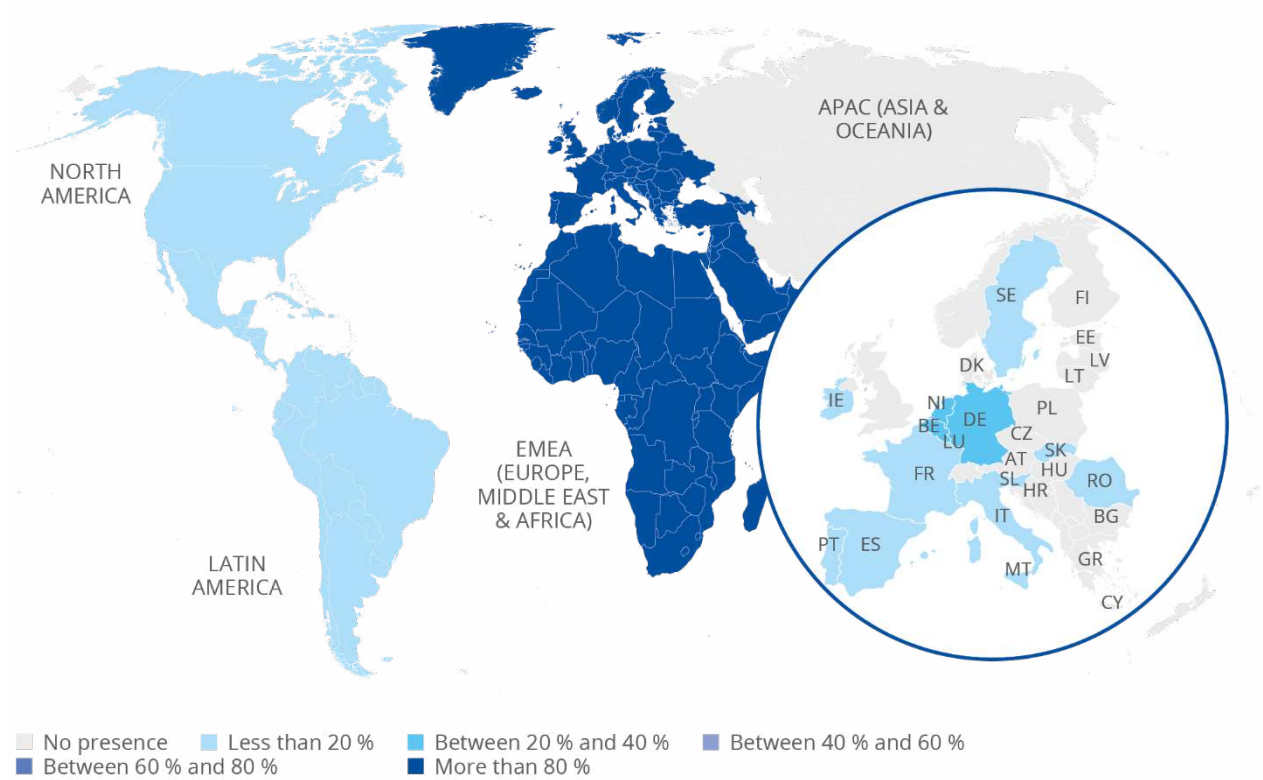 APAC (ASIA &
OCEANIA)
NORTH
AMERICA
SE
FI
EE
LV
DK
LT
IE
NI
PL
DE
BE
CZ
LU
SK
AT
HU
FR
SL
RO
HR
IT
BG
EMEA
(EUROPE,
MIDDLE EAST
& AFRICA)
PT
ES
GR
MT
LATIN
AMERICA
CY
No presence
Less than 20 %
Between 20 % and 40 %
Between 40 % and 60 %
Between 60 % and 80 %
More than 80 %